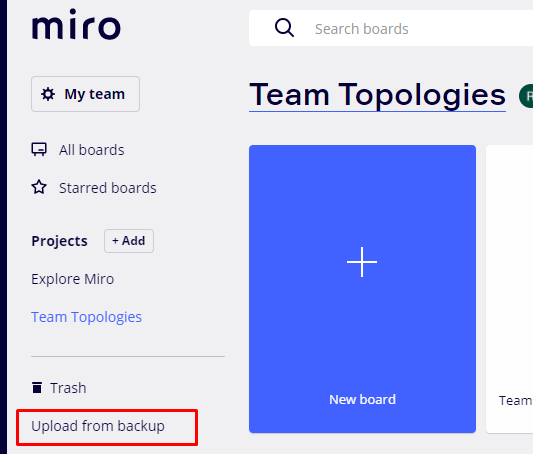 miro
Search boards
My team
Team Topologies
All boards
Starred boards
Projects
+ Add
Explore Miro
Team Topologies
Trash
Upload from backup
New board
Team